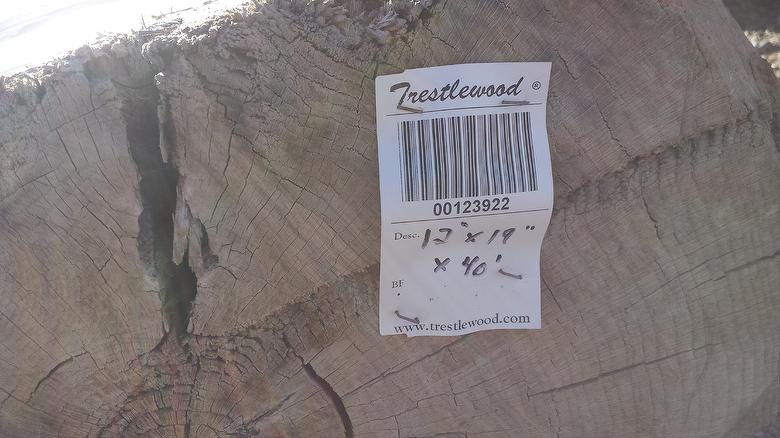 Trestlewood ®
00123922
Desc. 12" x 19"
x 40'
BF
www.trestlewood.com